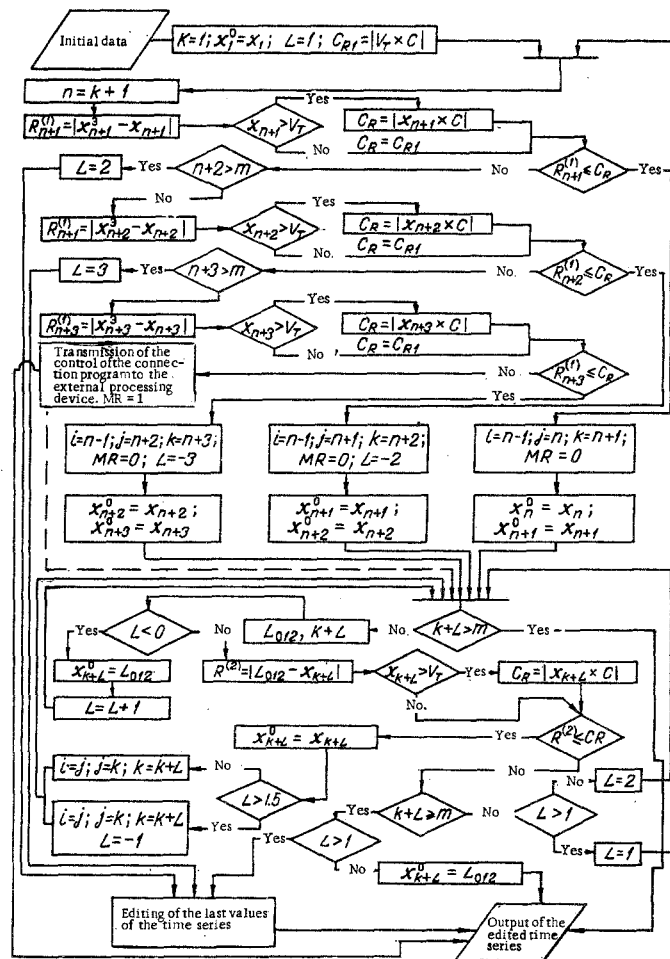 Initial data
K=1; x₁⁰=x₁; L=1; C_R1=|V_T × C|
n = k + 1
R_{n+1}^{(1)}=|x_{n+1}^3 - x_{n+1}|
x_{n+1}>V_T
Yes
C_R = |x_{n+1} × C|
No
C_R = C_R1
R_{n+1}^{(1)} ≤ C_R
Yes
No
n+2>m
Yes
L=2
No
R_{n+1}^{(1)}=|x_{n+2}^3 - x_{n+2}|
x_{n+2}>V_T
Yes
C_R = |x_{n+2} × C|
No.
C_R = C_R1
R_{n+2}^{(1)} ≤ C_R
Yes
No.
n+3>m
Yes
L=3
No
R_{n+3}^{(1)}=|x_{n+3}^3 - x_{n+3}|
x_{n+3}>V_T
Yes
C_R = |x_{n+3} × C|
No.
C_R = C_R1
R_{n+3}^{(1)} ≤ C_R
No
Yes
Transmission of the
control of the connec-
tion program to the
external processing
device. MR = 1
i=n-1; j=n+2; k=n+3;
MR=0; L=-3
i=n-1; j=n+1; k=n+2;
MR=0; L=-2
i=n-1; j=n; k=n+1;
MR = 0
x_{n+2}^0 = x_{n+2};
x_{n+3}^0 = x_{n+3}
x_{n+1}^0 = x_{n+1};
x_{n+2}^0 = x_{n+2}
x_n^0 = x_n;
x_{n+1}^0 = x_{n+1}
k+L>m
Yes
No.
L_{012}, k+L
L<0
Yes
No
x_{k+L}^0 = L_{012}
L = L+1
R^{(2)}=|L_{012} - x_{k+L}|
x_{k+L}>V_T
Yes
C_R=|x_{k+L} × C|
No.
R^{(2)} ≤ CR
Yes
No
x_{k+L}^0 = x_{k+L}
L>1.5
No
i=j; j=k; k=k+L
Yes
i=j; j=k; k=k+L
L=-1
k+L≥m
Yes
No
L>1
No
L=2
Yes
L=1
L>1
Yes
No
x_{k+L}^0 = L_{012}
Editing of the last values
of the time series
Output of the
edited time
series